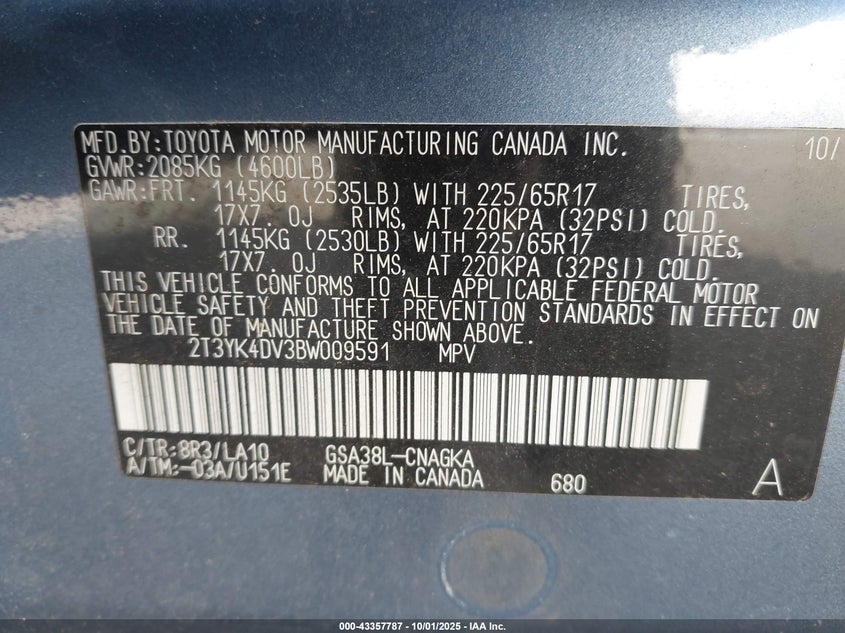 MFD.BY:TOYOTA MOTOR MANUFACTURING CANADA INC. 10/
GVWR:2085KG (4600LB)
GAWR:FRT. 1145KG (2535LB) WITH 225/65R17 TIRES,
17X7.0J RIMS, AT 220KPA (32PSI) COLD.
RR. 1145KG (2530LB) WITH 225/65R17 TIRES,
17X7.0J RIMS, AT 220KPA (32PSI) COLD.
THIS VEHICLE CONFORMS TO ALL APPLICABLE FEDERAL MOTOR
VEHICLE SAFETY AND THEFT PREVENTION STANDARDS IN EFFECT ON
THE DATE OF MANUFACTURE SHOWN ABOVE.
2T3YK4DV3BW009591 MPV
C/TR:8R3/LA10 GSA38L-CNAGKA
A/TM:-03A/U151E MADE IN CANADA 680 A
000-43357787 - 10/01/2025 - IAA Inc.